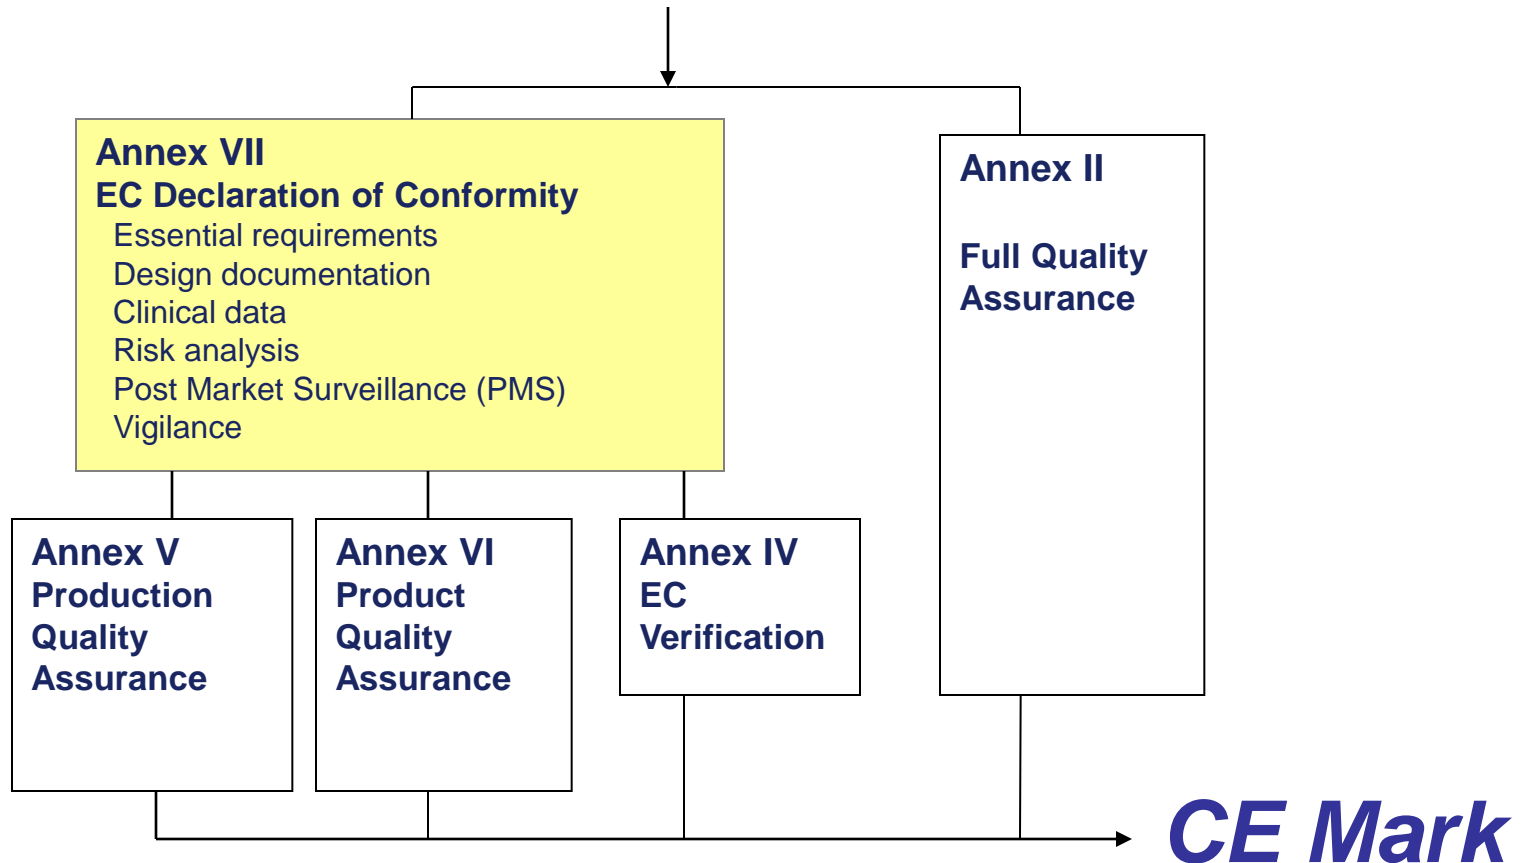 Annex VII
EC Declaration of Conformity
Essential requirements
Design documentation
Clinical data
Risk analysis
Post Market Surveillance (PMS)
Vigilance
Annex II
Full Quality
Assurance
Annex V
Production
Quality
Assurance
Annex VI
Product
Quality
Assurance
Annex IV
EC
Verification
CE Mark